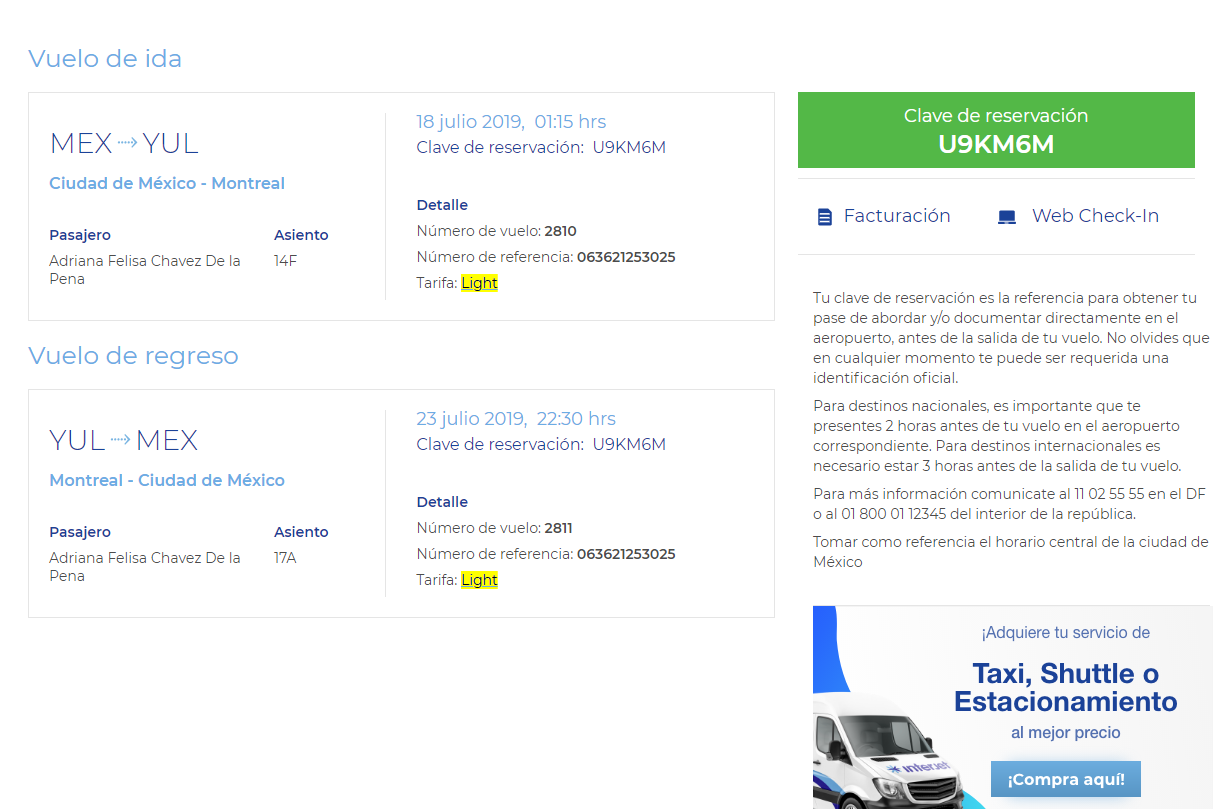 Vuelo de ida
MEX YUL
Ciudad de México - Montreal
Pasajero Asiento
Adriana Felisa Chavez De la 14F
Pena
18 julio 2019, 01:15 hrs
Clave de reservación: U9KM6M
Detalle
Número de vuelo: 2810
Número de referencia: 063621253025
Tarifa: Light
Vuelo de regreso
YUL MEX
Montreal - Ciudad de México
Pasajero Asiento
Adriana Felisa Chavez De la 17A
Pena
23 julio 2019, 22:30 hrs
Clave de reservación: U9KM6M
Detalle
Número de vuelo: 2811
Número de referencia: 063621253025
Tarifa: Light
Clave de reservación
U9KM6M
Facturación Web Check-In
Tu clave de reservación es la referencia para obtener tu
pase de abordar y/o documentar directamente en el
aeropuerto, antes de la salida de tu vuelo. No olvides que
en cualquier momento te puede ser requerida una
identificación oficial.
Para destinos nacionales, es importante que te
presentes 2 horas antes de tu vuelo en el aeropuerto
correspondiente. Para destinos internacionales es
necesario estar 3 horas antes de la salida de tu vuelo.
Para más información comunicate al 11 02 55 55 en el DF
o al 01 800 01 12345 del interior de la república.
Tomar como referencia el horario central de la ciudad de
México
¡Adquiere tu servicio de
Taxi, Shuttle o
Estacionamiento
al mejor precio
¡Compra aquí!
interjet